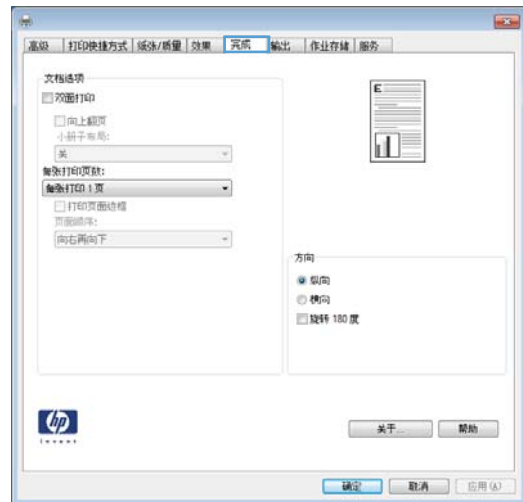 高级 打印快捷方式 纸张/质量 效果 完成 输出 作业存储 服务
文档选项
双面打印
向上翻页
小册子布局:
关
每张打印页数:
每张打印 1 页
打印页面边框
页面顺序:
向右再向下
E
方向
纵向
横向
旋转 180 度
hp
invent
关于... 帮助
确定 取消 应用(A)